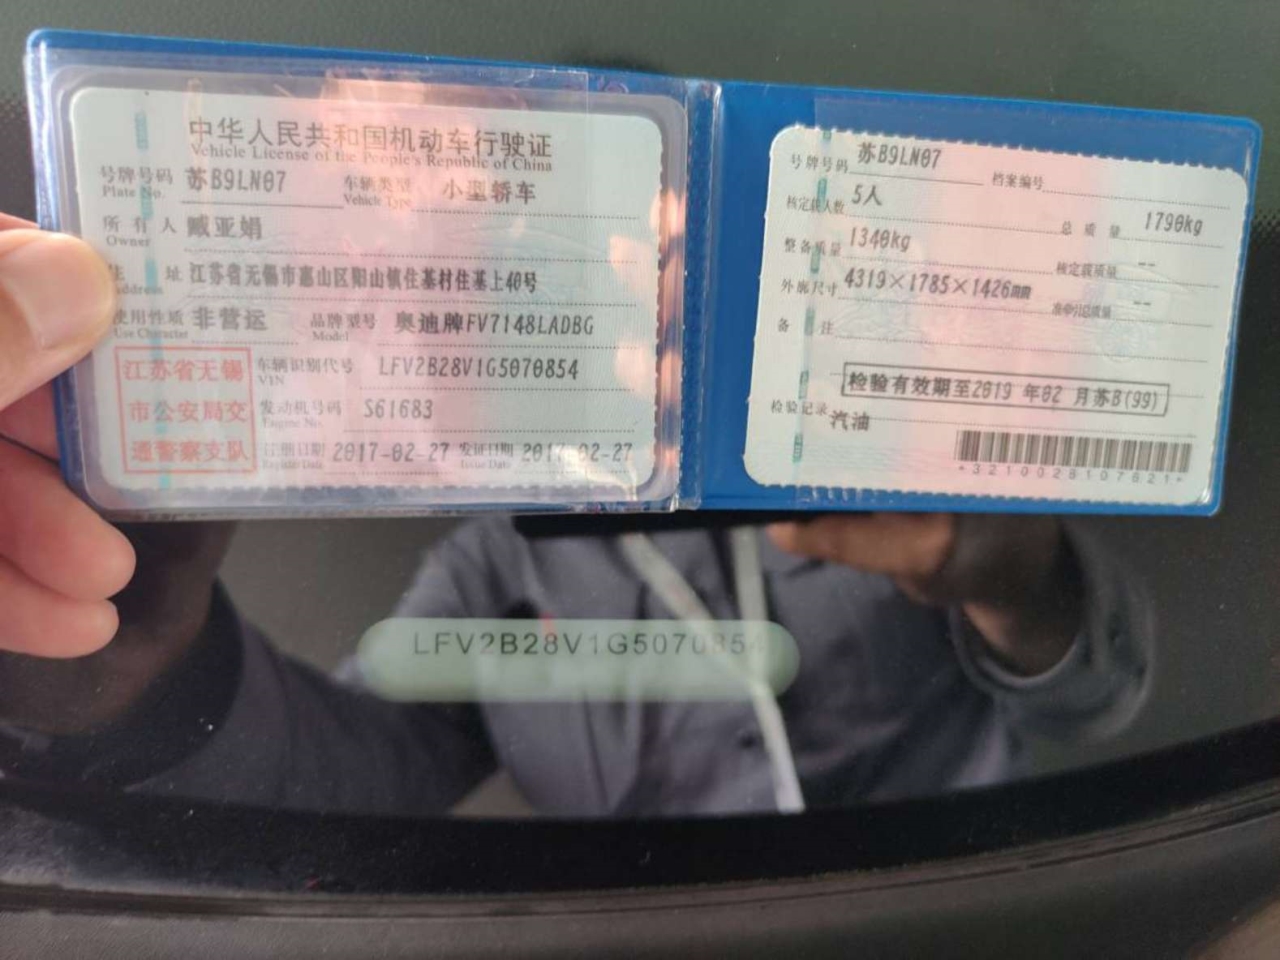 中华人民共和国机动车行驶证
Vehicle License of the People's Republic of China
号牌号码 苏B9LN07 车辆类型 小型轿车
Plate No. Vehicle Type
所有人 臧亚娟
Owner
住 址 江苏省无锡市惠山区阳山镇住基村住基上40号
Address
使用性质 非营运 品牌型号 奥迪牌FV7148LADBG
Use Character Model
江苏省无锡
市公安局交
通警察支队
车辆识别代号 LFV2B28V1G5070854
VIN
发动机号码 S61683
Engine No.
注册日期 2017-02-27 发证日期 2017-02-27
Register Date Issue Date
号牌号码 苏B9LN07 档案编号
核定载人数 5人 总质量 1790kg
整备质量 1340kg 核定载质量 --
外廓尺寸 4319×1785×1426mm 准牵引总质量 --
备 注
检验有效期至2019 年02 月苏B(99)
检验记录 汽油
*3210028107621*
LFV2B28V1G5070854